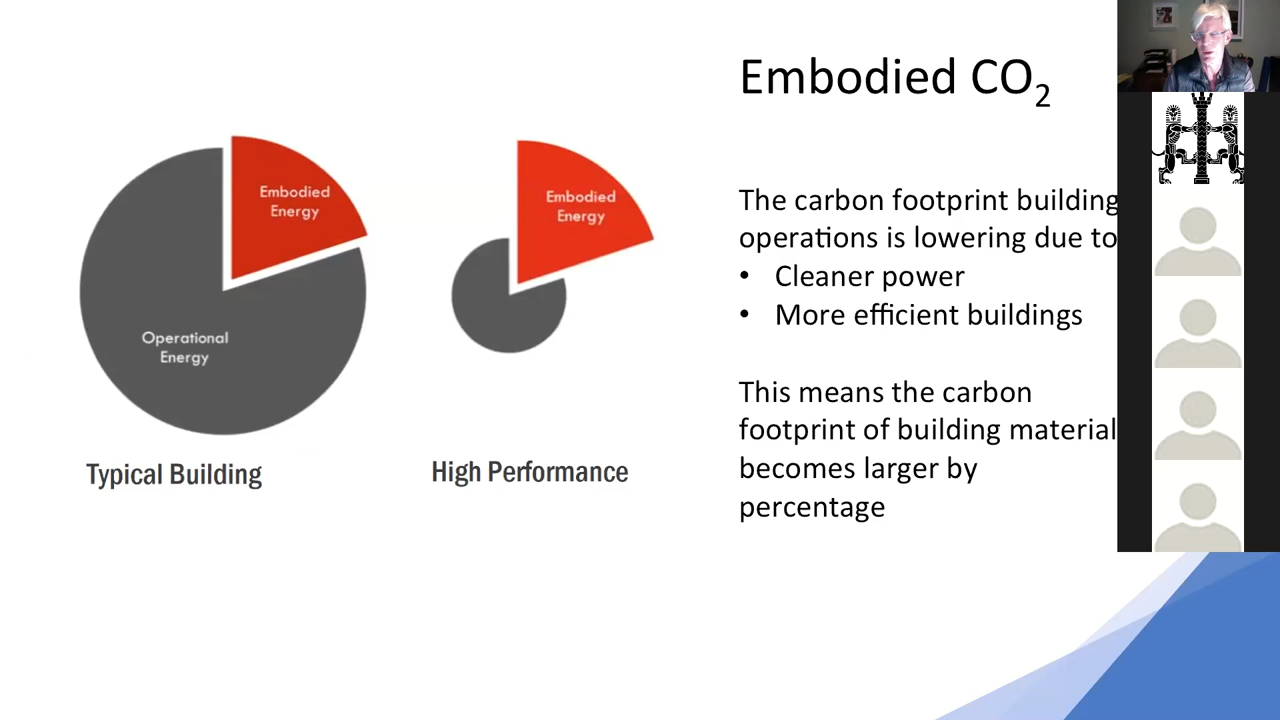 Embodied CO₂
Embodied
Energy
Operational
Energy
Typical Building
Embodied
Energy
High Performance
The carbon footprint building
operations is lowering due to
• Cleaner power
• More efficient buildings
This means the carbon
footprint of building material
becomes larger by
percentage